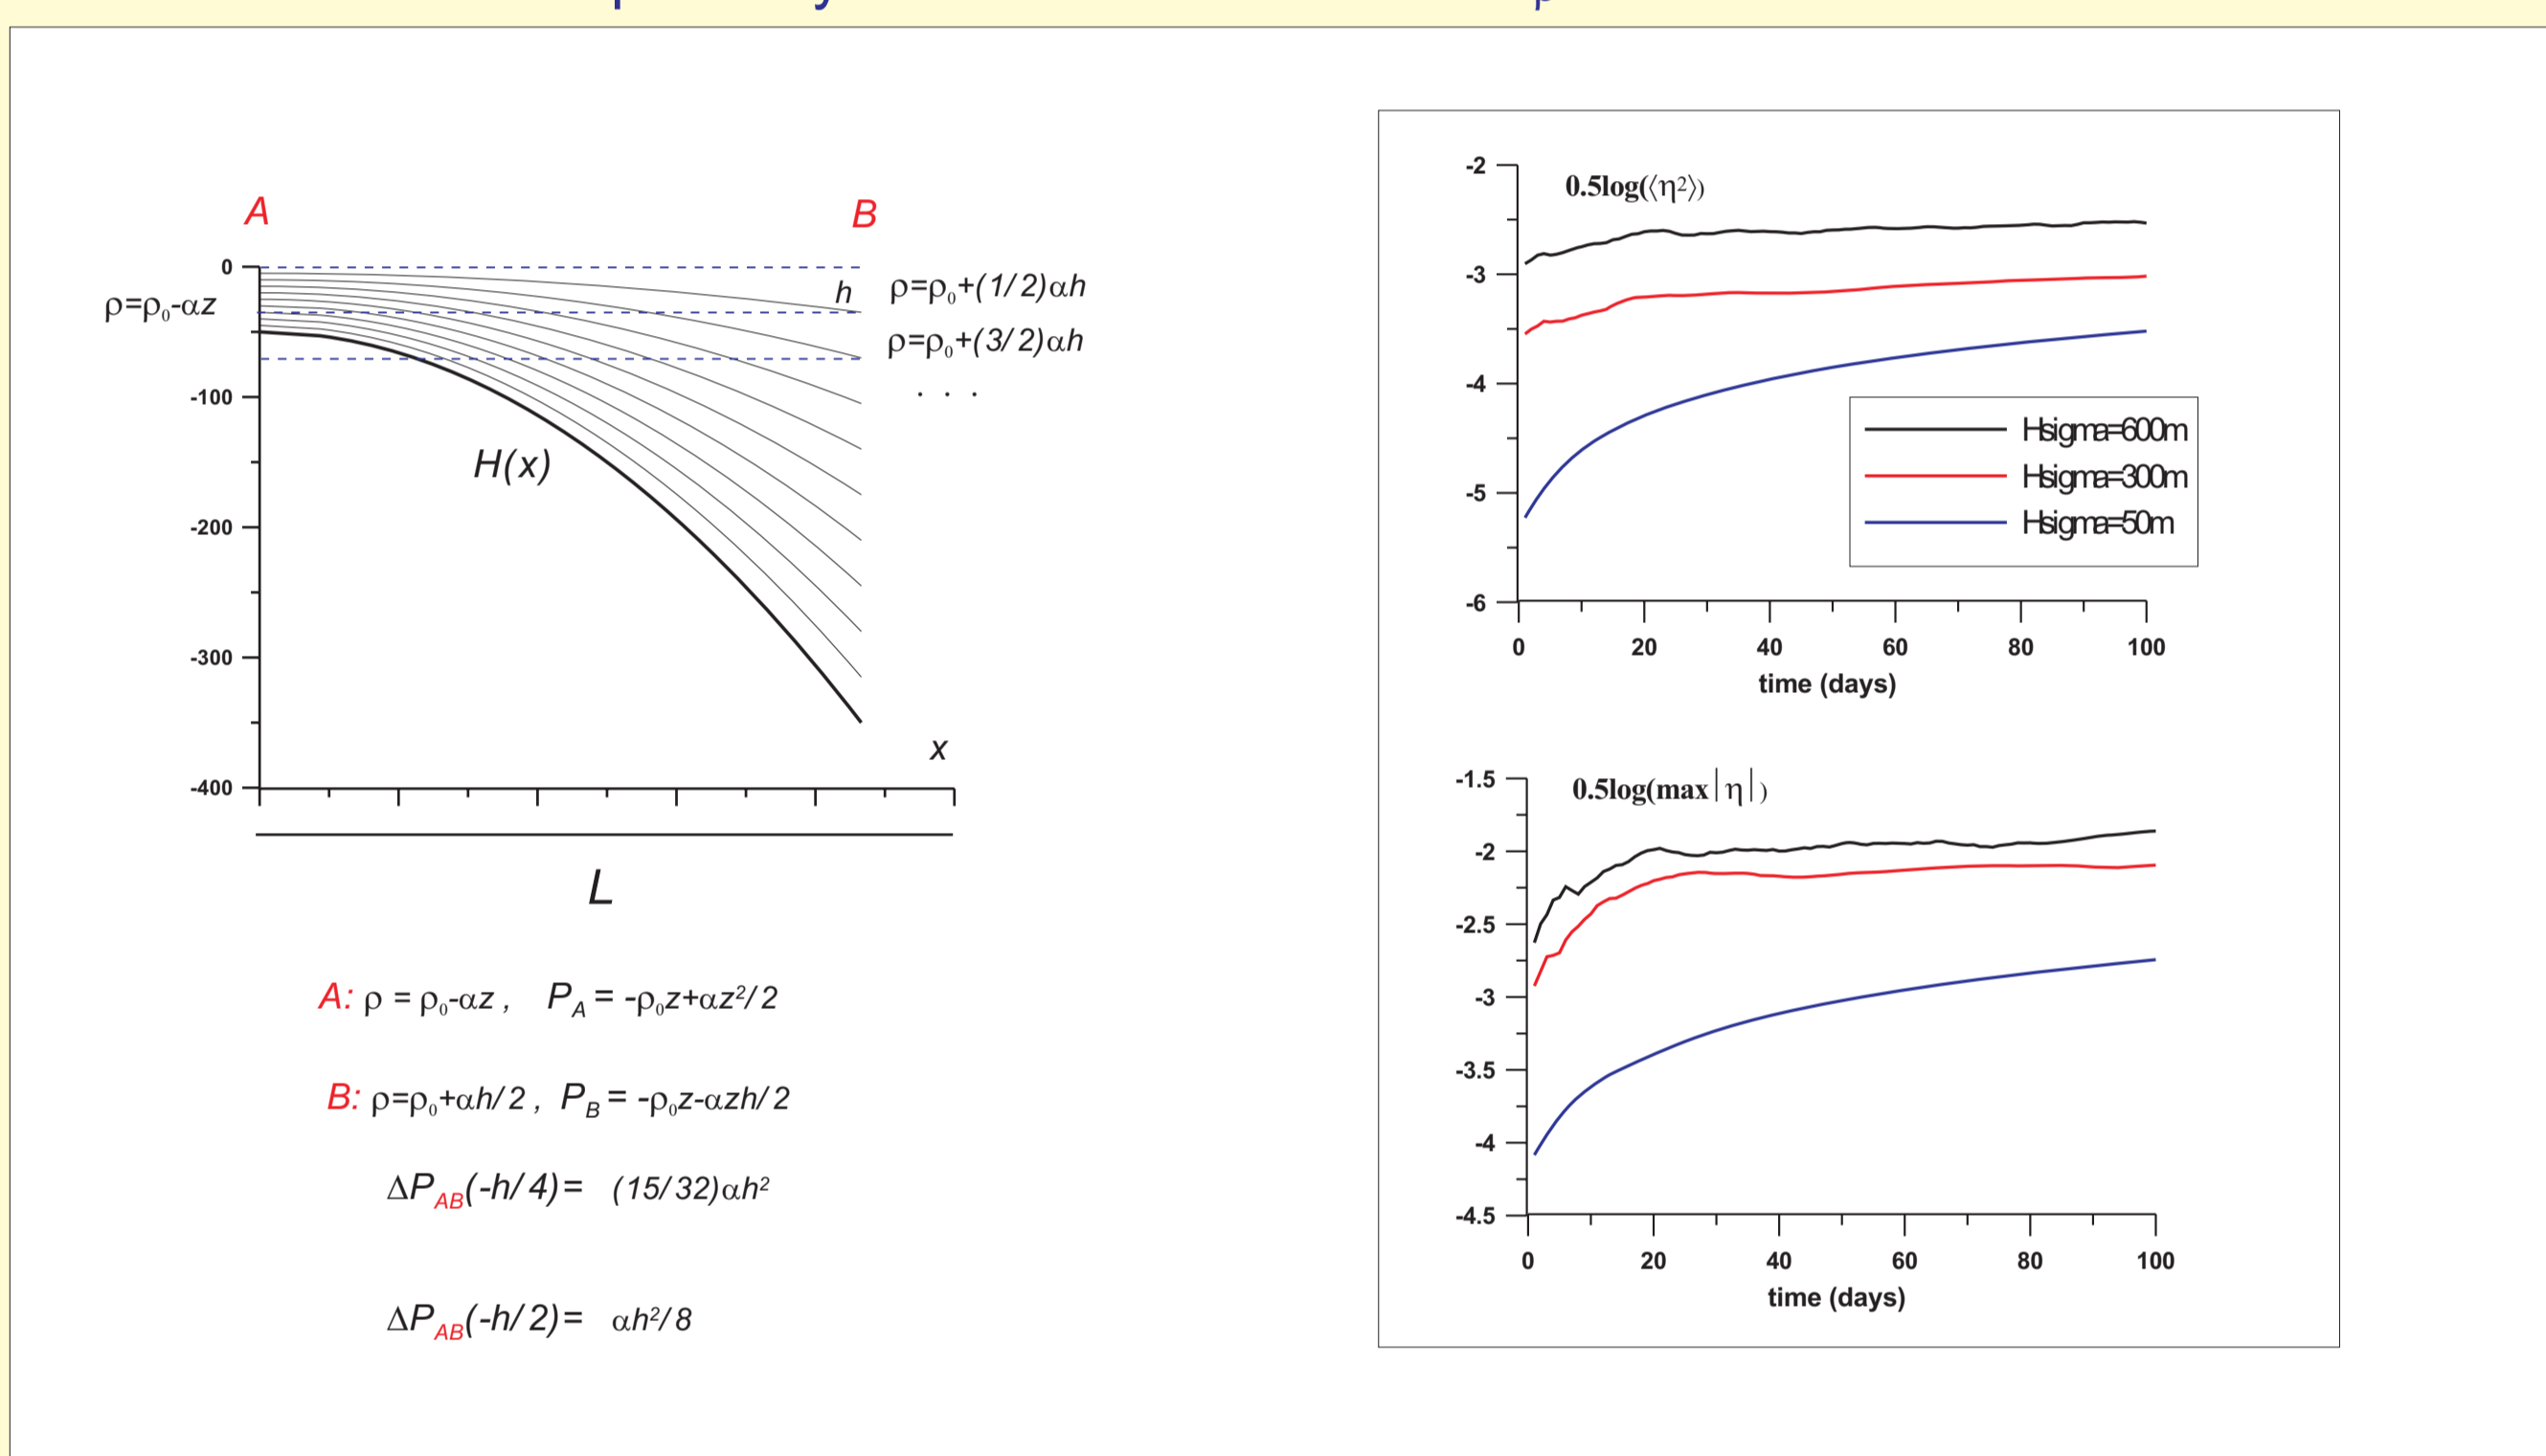 A
B
0
-100
-200
-300
-400
ρ=ρ₀-αz
h
ρ=ρ₀+(1/2)αh
ρ=ρ₀+(3/2)αh
. . .
H(x)
x
L
A: ρ = ρ₀-αz , P_A = -ρ₀z+αz²/2
B: ρ=ρ₀+αh/2 , P_B = -ρ₀z-αzh/2
ΔP_AB(-h/4)= (15/32)αh²
ΔP_AB(-h/2)= αh²/8
0.5log(⟨η²⟩)
-2
-3
-4
-5
-6
Hsigma=600m
Hsigma=300m
Hsigma=50m
0 20 40 60 80 100
time (days)
0.5log(max|η|)
-1.5
-2
-2.5
-3
-3.5
-4
-4.5
0 20 40 60 80 100
time (days)